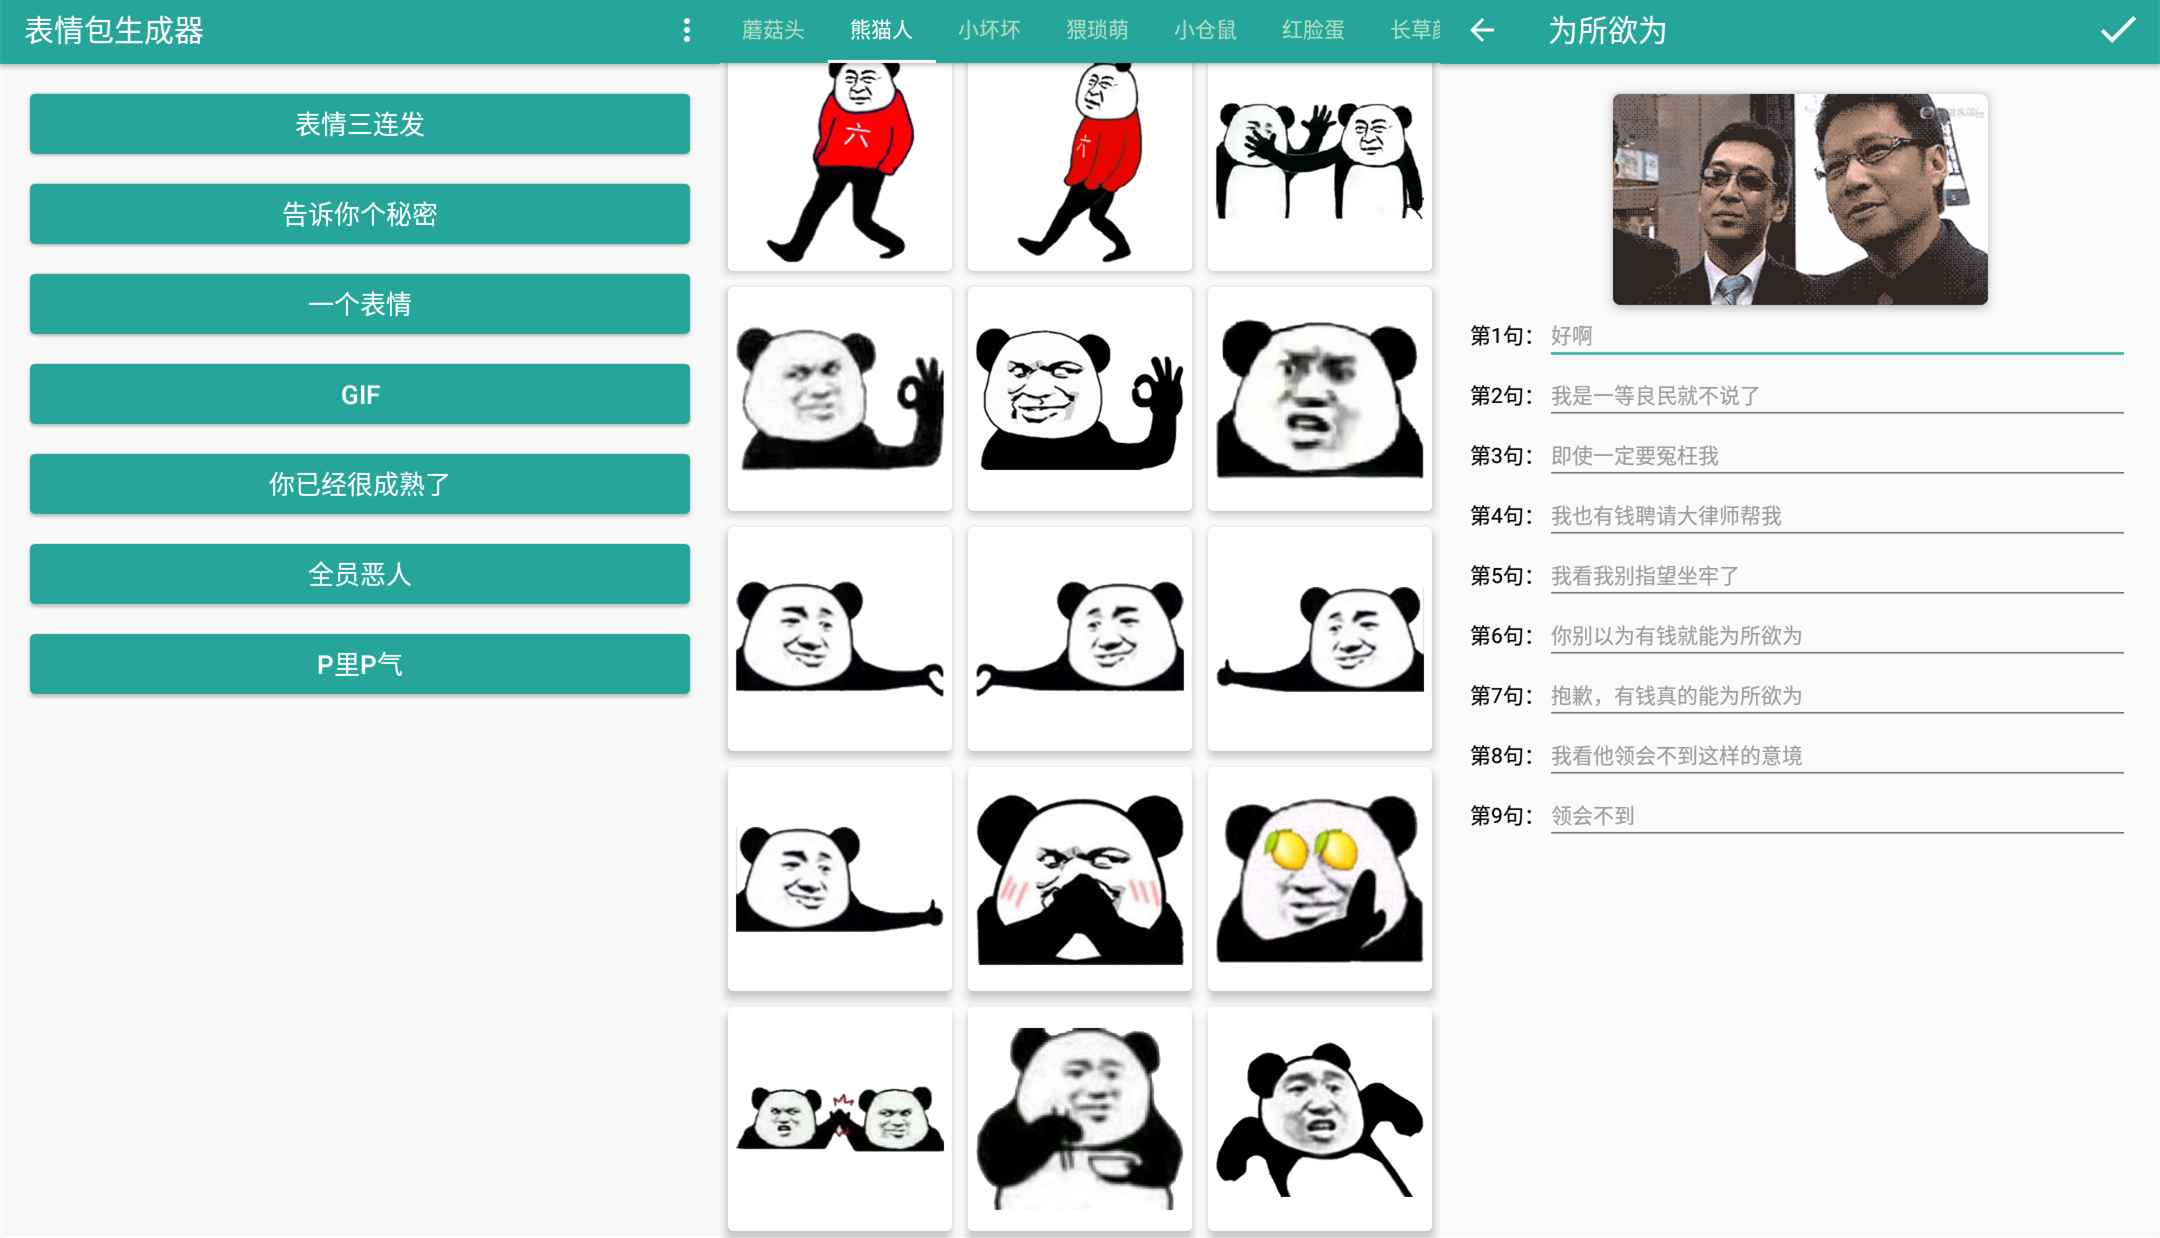 表情包生成器
表情三连发
告诉你个秘密
一个表情
GIF
你已经很成熟了
全员恶人
P里P气
蘑菇头 熊猫人 小坏坏 猥琐萌 小仓鼠 红脸蛋 长草颜
六
个
为所欲为
第1句： 好啊
第2句： 我是一等良民就不说了
第3句： 即使一定要冤枉我
第4句： 我也有钱聘请大律师帮我
第5句： 我看我别指望坐牢了
第6句： 你别以为有钱就能为所欲为
第7句： 抱歉，有钱真的能为所欲为
第8句： 我看他领会不到这样的意境
第9句： 领会不到